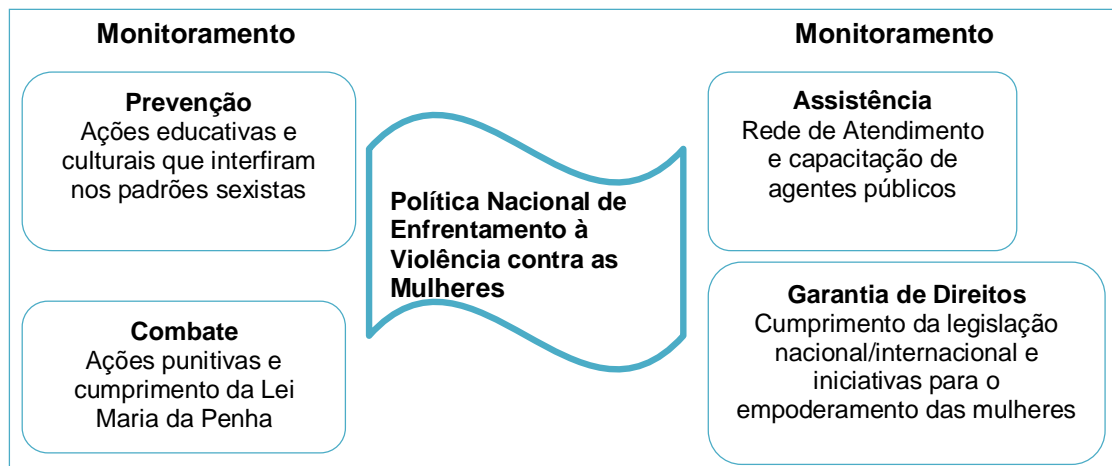 Monitoramento
Prevenção
Ações educativas e
culturais que interfiram
nos padrões sexistas
Combate
Ações punitivas e
cumprimento da Lei
Maria da Penha
Política Nacional de
Enfrentamento à
Violência contra as
Mulheres
Monitoramento
Assistência
Rede de Atendimento
e capacitação de
agentes públicos
Garantia de Direitos
Cumprimento da legislação
nacional/internacional e
iniciativas para o
empoderamento das mulheres